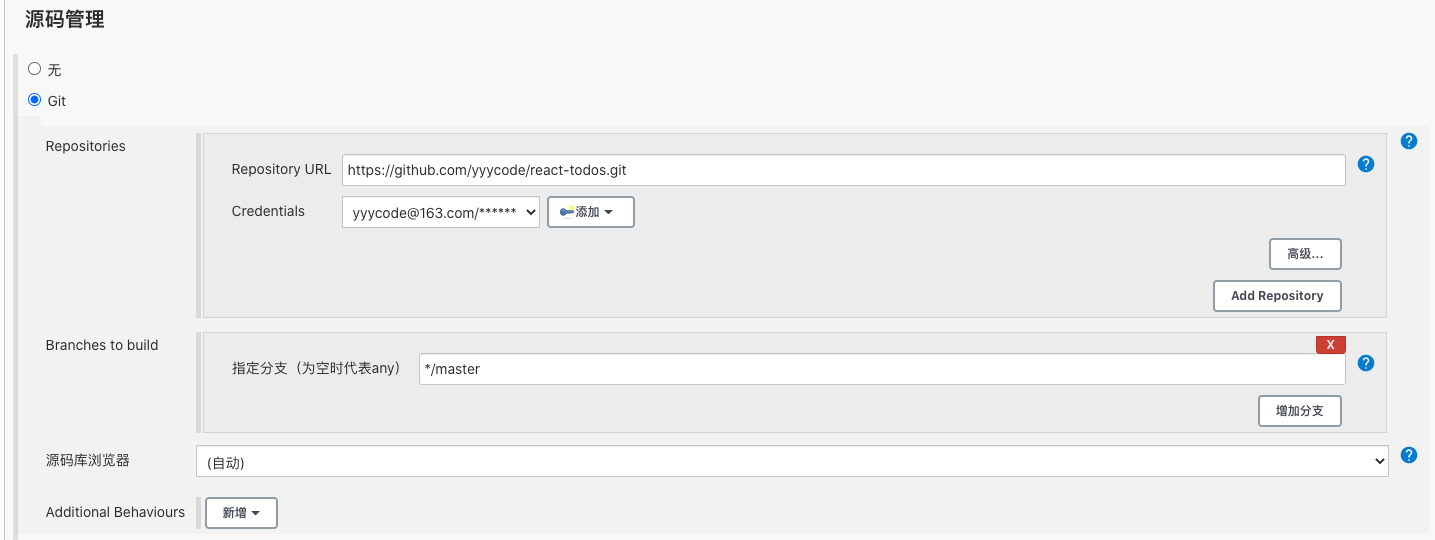 源码管理
无
Git
Repositories
?
Repository URL https://github.com/yyycode/react-todos.git ?
Credentials yyycode@163.com/****** 添加
高级...
Add Repository
Branches to build
X
指定分支（为空时代表any） */master ?
增加分支
源码库浏览器 (自动) ?
Additional Behaviours 新增